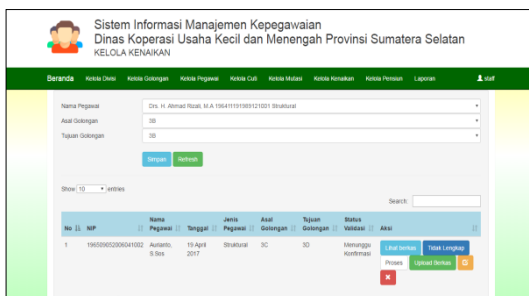 Sistem Informasi Manajemen Kepegawaian
Dinas Koperasi Usaha Kecil dan Menengah Provinsi Sumatera Selatan
KELOLA KENAIKAN
Beranda Kelola Divisi Kelola Golongan Kelola Pegawai Kelola Cuti Kelola Mutasi Kelola Kenaikan Kelola Pensiun Laporan staff
Nama Pegawai Drs. H. Ahmad Rizali, M.A 196411191989121001 Struktural
Asal Golongan 3B
Tujuan Golongan 3B
Simpan Refresh
Show 10 entries
Search:
No NIP Nama Pegawai Tanggal Jenis Pegawai Asal Golongan Tujuan Golongan Status Validasi Aksi
1 196509052006041002 Aurianto, S.Sos 19 April 2017 Struktural 3C 3D Menunggu Konfirmasi Lihat berkas Tidak Lengkap
Proses Upload Berkas